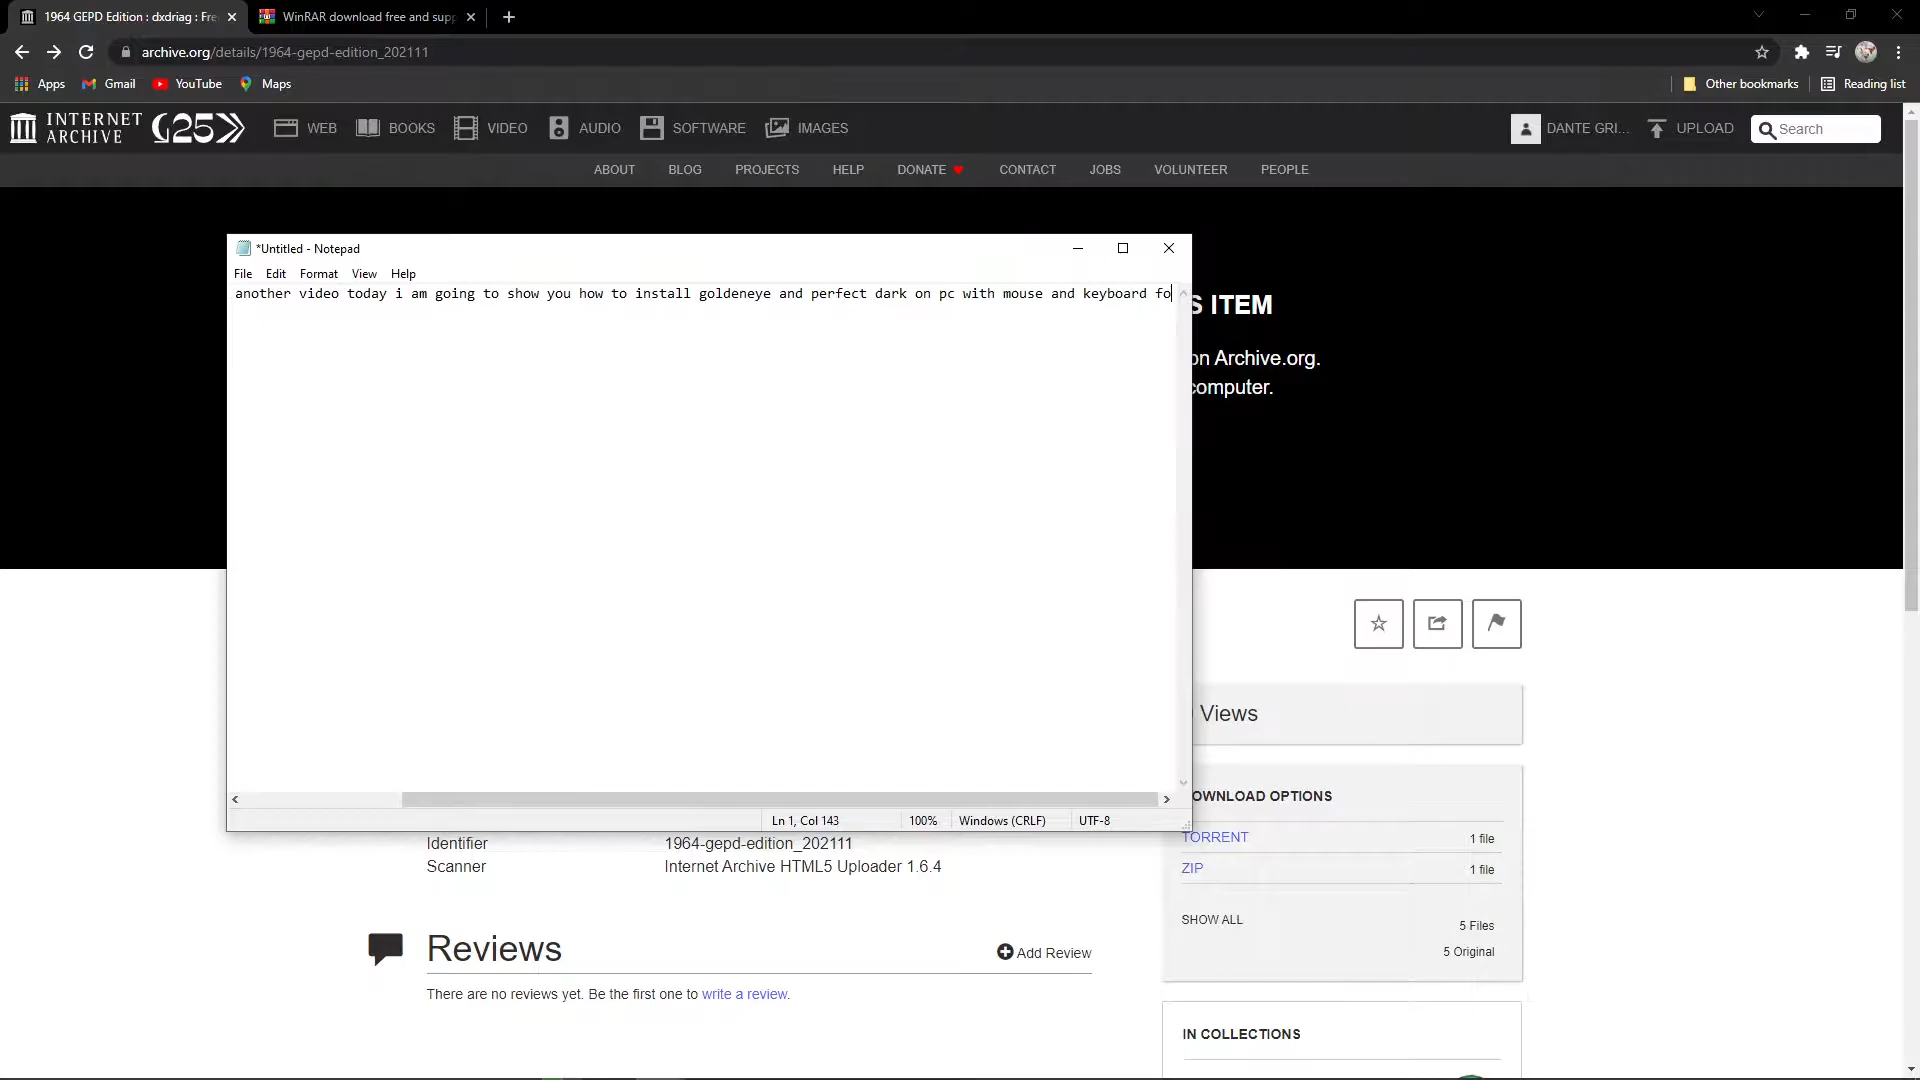 1964 GEPD Edition : dxdriag : Fre
WinRAR download free and supp
archive.org/details/1964-gepd-edition_202111
Apps
Gmail
YouTube
Maps
Other bookmarks
Reading list
INTERNET ARCHIVE
25
WEB
BOOKS
VIDEO
AUDIO
SOFTWARE
IMAGES
DANTE GRI...
UPLOAD
Search
ABOUT
BLOG
PROJECTS
HELP
DONATE
CONTACT
JOBS
VOLUNTEER
PEOPLE
*Untitled - Notepad
File Edit Format View Help
another video today i am going to show you how to install goldeneye and perfect dark on pc with mouse and keyboard fo
S ITEM
on Archive.org.
computer.
Views
Ln 1, Col 143
100%
Windows (CRLF)
UTF-8
OWNLOAD OPTIONS
TORRENT 1 file
ZIP 1 file
SHOW ALL 5 Files
5 Original
Identifier 1964-gepd-edition_202111
Scanner Internet Archive HTML5 Uploader 1.6.4
Reviews
Add Review
There are no reviews yet. Be the first one to write a review.
IN COLLECTIONS